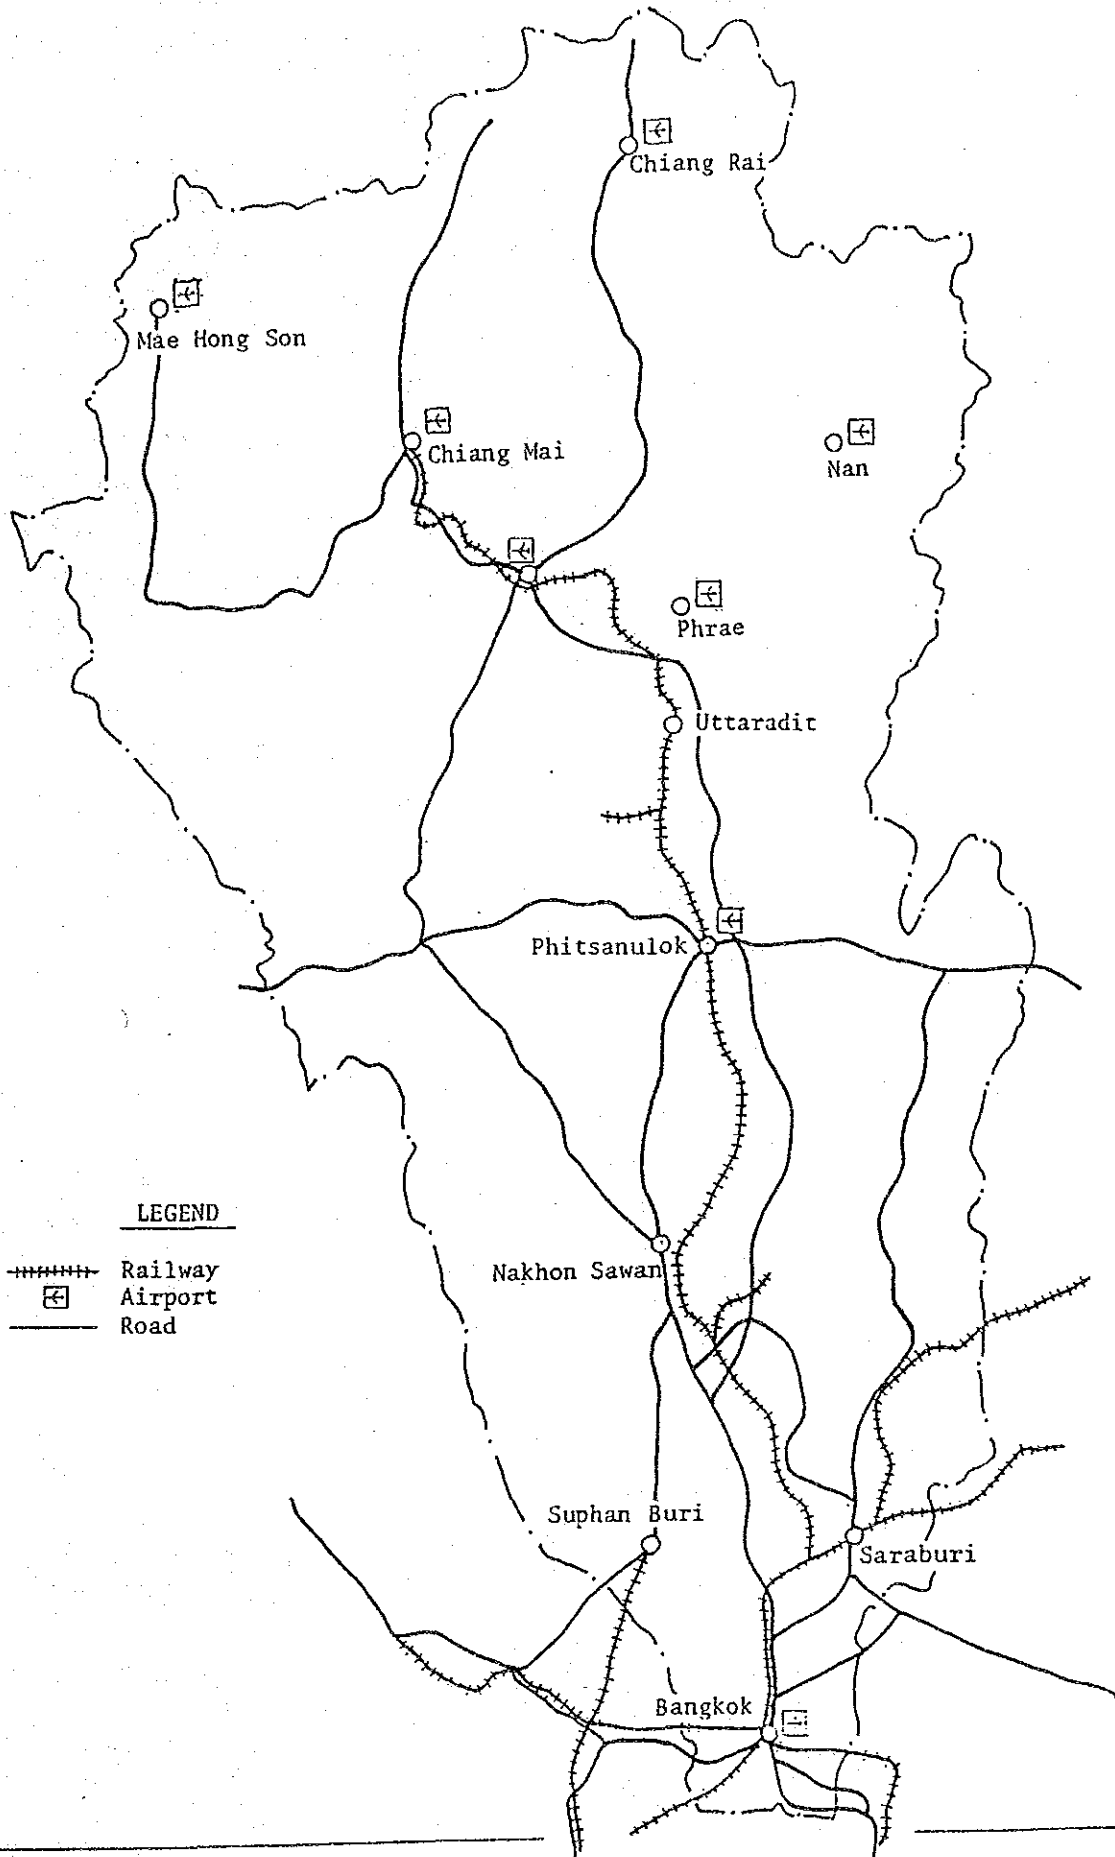 Chiang Rai
Mae Hong Son
Chiang Mai
Nan
Phrae
Uttaradit
Phitsanulok
LEGEND
Railway
Airport
Road
Nakhon Sawan
Suphan Buri
Saraburi
Bangkok